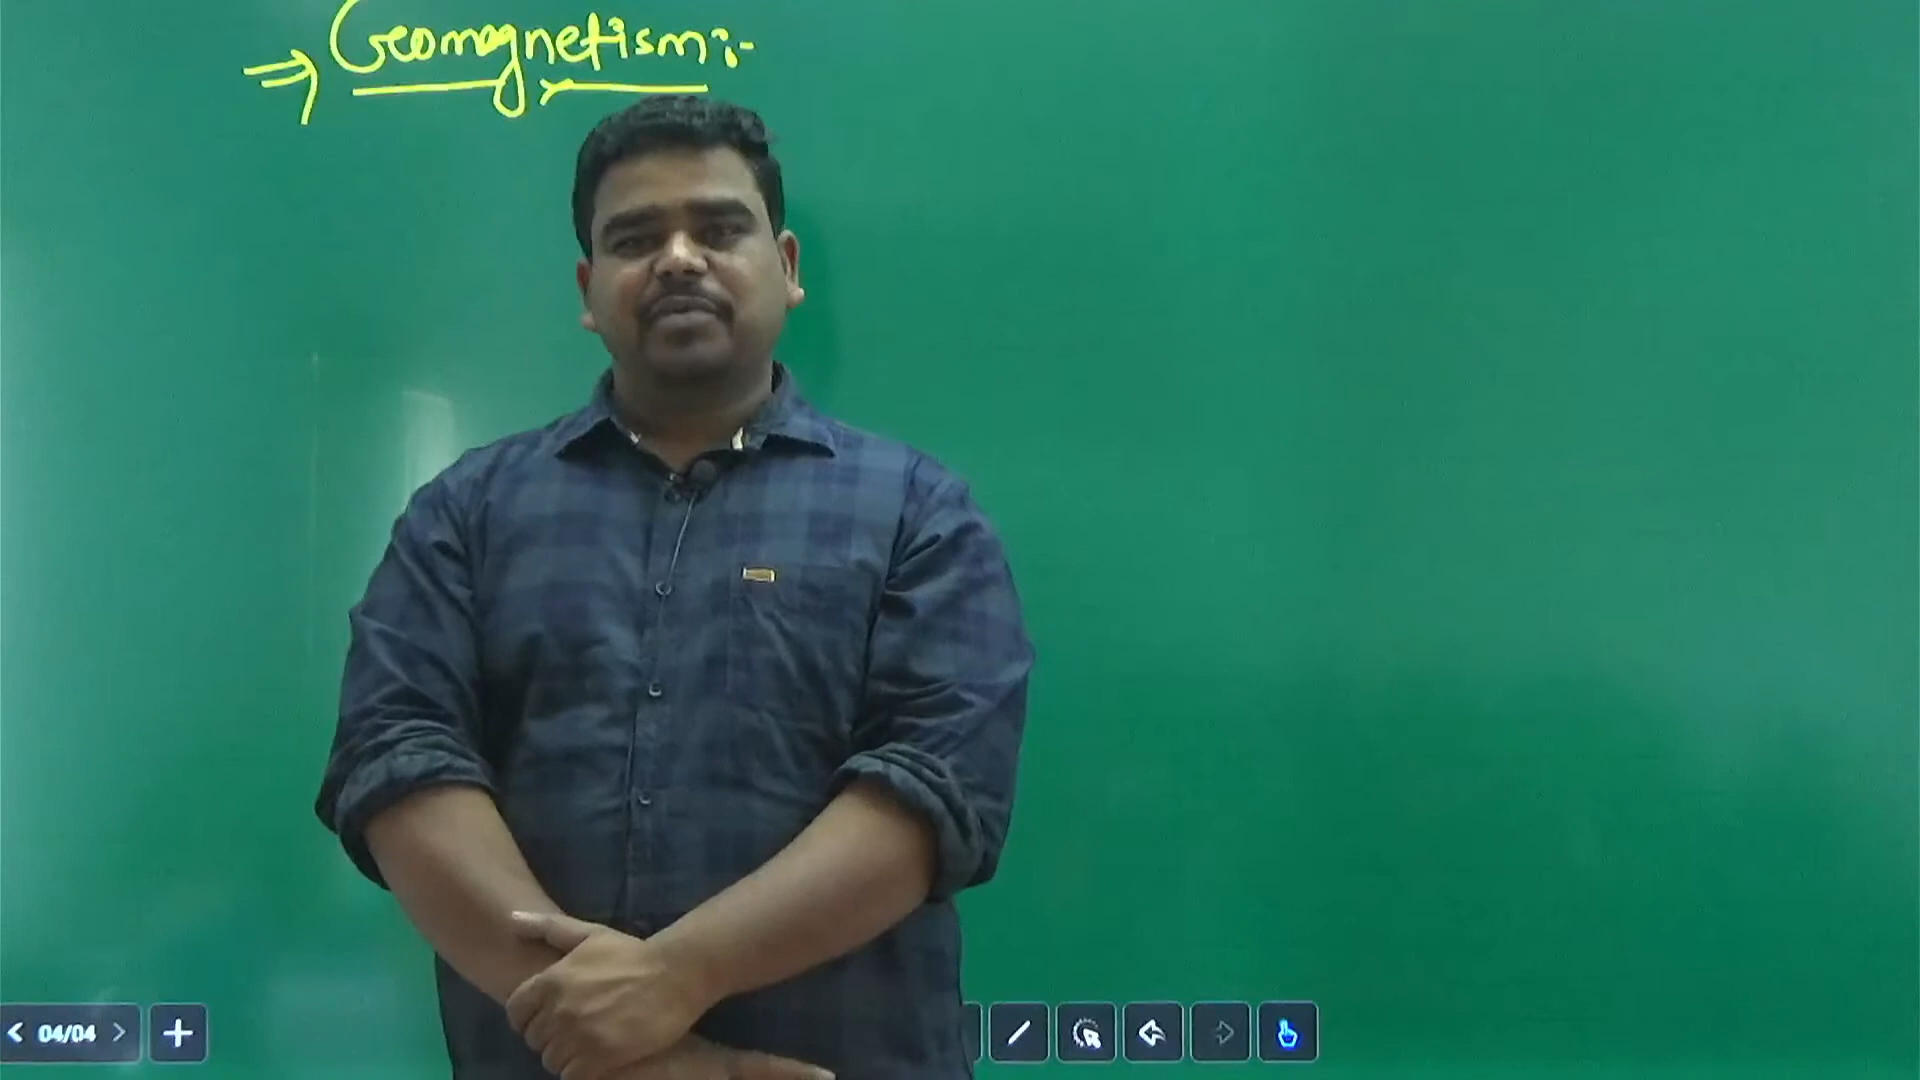 ⇒ Geomagnetism:-
< 04/04 > +